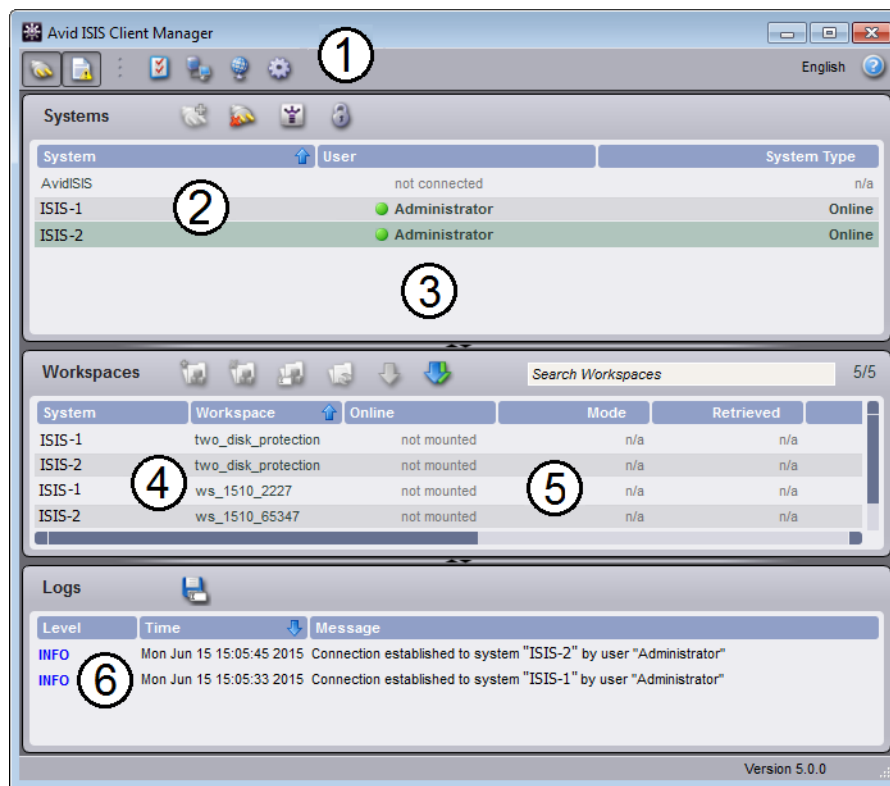 Avid ISIS Client Manager
1
English
Systems
System User System Type
AvidISIS not connected n/a
ISIS-1 Administrator Online
2
ISIS-2 Administrator Online
3
Workspaces Search Workspaces 5/5
System Workspace Online Mode Retrieved
ISIS-1 two_disk_protection not mounted n/a n/a
ISIS-2 two_disk_protection not mounted n/a n/a
4 5
ISIS-1 ws_1510_2227 not mounted n/a n/a
ISIS-2 ws_1510_65347 not mounted n/a n/a
Logs
Level Time Message
INFO Mon Jun 15 15:05:45 2015 Connection established to system "ISIS-2" by user "Administrator"
INFO Mon Jun 15 15:05:33 2015 Connection established to system "ISIS-1" by user "Administrator"
6
Version 5.0.0